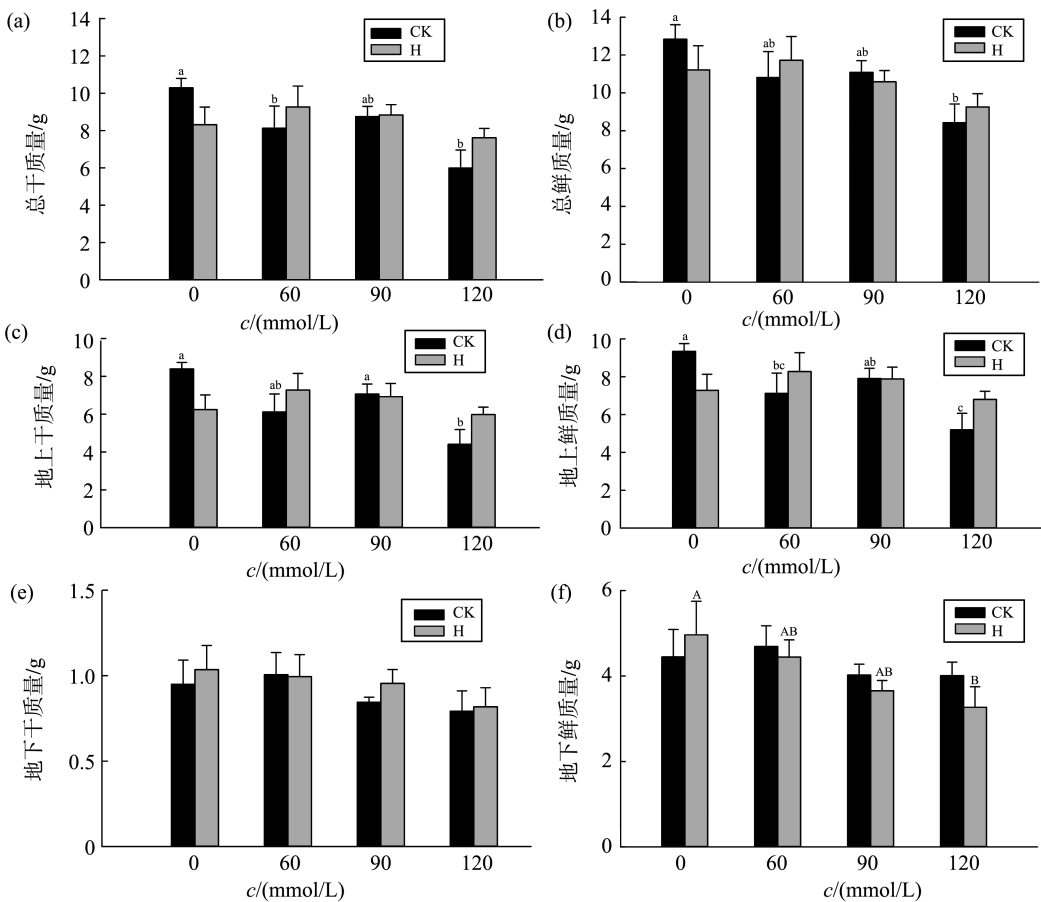 (a)
总干质量/g
14
12
10
8
6
4
2
0
a
b
ab
b
CK
H
0 60 90 120
c/(mmol/L)
(b)
总鲜质量/g
14
12
10
8
6
4
2
0
a
ab
ab
b
CK
H
0 60 90 120
c/(mmol/L)
(c)
地上干质量/g
10
8
6
4
2
0
a
ab
a
b
CK
H
0 60 90 120
c/(mmol/L)
(d)
地上鲜质量/g
10
8
6
4
2
0
a
bc
ab
c
CK
H
0 60 90 120
c/(mmol/L)
(e)
地下干质量/g
1.5
1.0
0.5
0
CK
H
0 60 90 120
c/(mmol/L)
(f)
地下鲜质量/g
6
4
2
0
A
AB
AB
B
CK
H
0 60 90 120
c/(mmol/L)